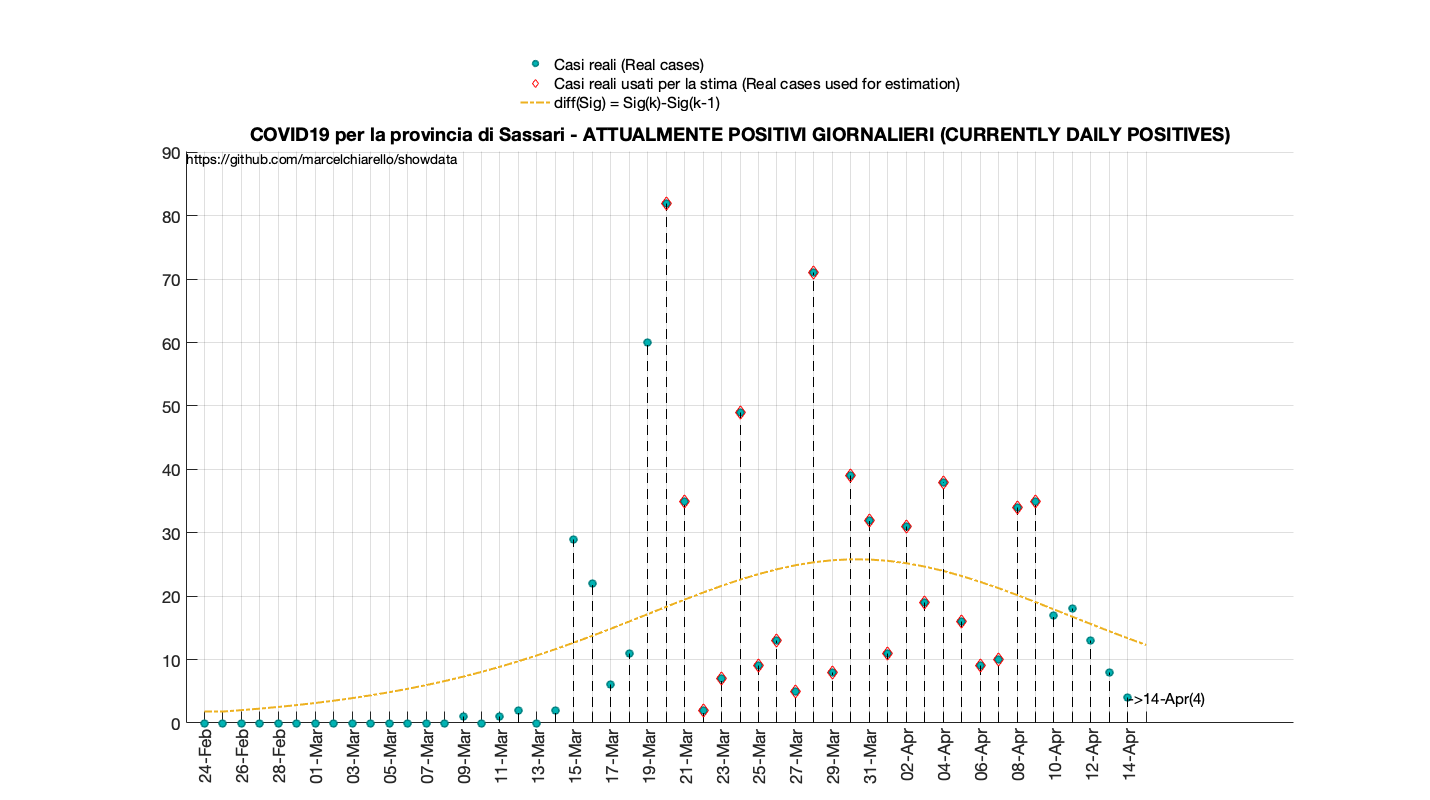 Casi reali (Real cases)
Casi reali usati per la stima (Real cases used for estimation)
diff(Sig) = Sig(k)-Sig(k-1)
COVID19 per la provincia di Sassari - ATTUALMENTE POSITIVI GIORNALIERI (CURRENTLY DAILY POSITIVES)
https://github.com/marcelchiarello/showdata
90
80
70
60
50
40
30
20
10
0
->14-Apr(4)
24-Feb
26-Feb
28-Feb
01-Mar
03-Mar
05-Mar
07-Mar
09-Mar
11-Mar
13-Mar
15-Mar
17-Mar
19-Mar
21-Mar
23-Mar
25-Mar
27-Mar
29-Mar
31-Mar
02-Apr
04-Apr
06-Apr
08-Apr
10-Apr
12-Apr
14-Apr